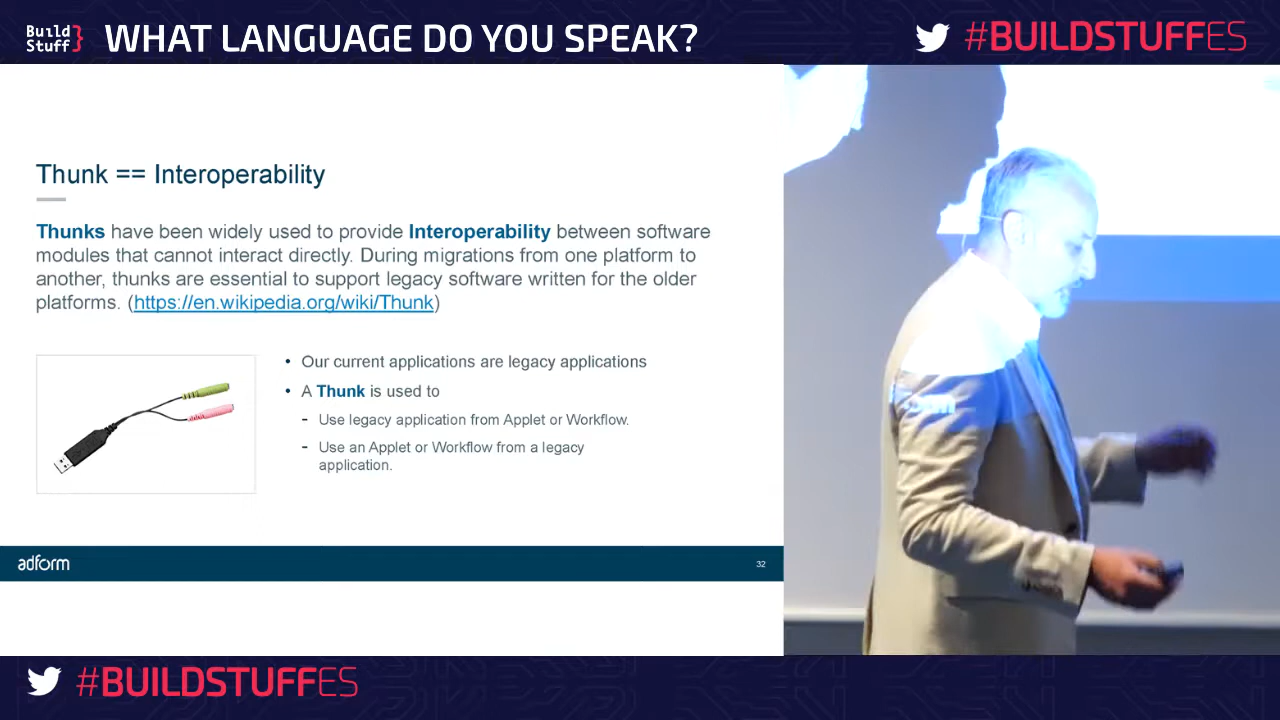 Build
Stuff}
WHAT LANGUAGE DO YOU SPEAK?
#BUILDSTUFFES
Thunk == Interoperability
Thunks have been widely used to provide Interoperability between software
modules that cannot interact directly. During migrations from one platform to
another, thunks are essential to support legacy software written for the older
platforms. (https://en.wikipedia.org/wiki/Thunk)
• Our current applications are legacy applications
• A Thunk is used to
- Use legacy application from Applet or Workflow.
- Use an Applet or Workflow from a legacy
application.
adform
32
#BUILDSTUFFES